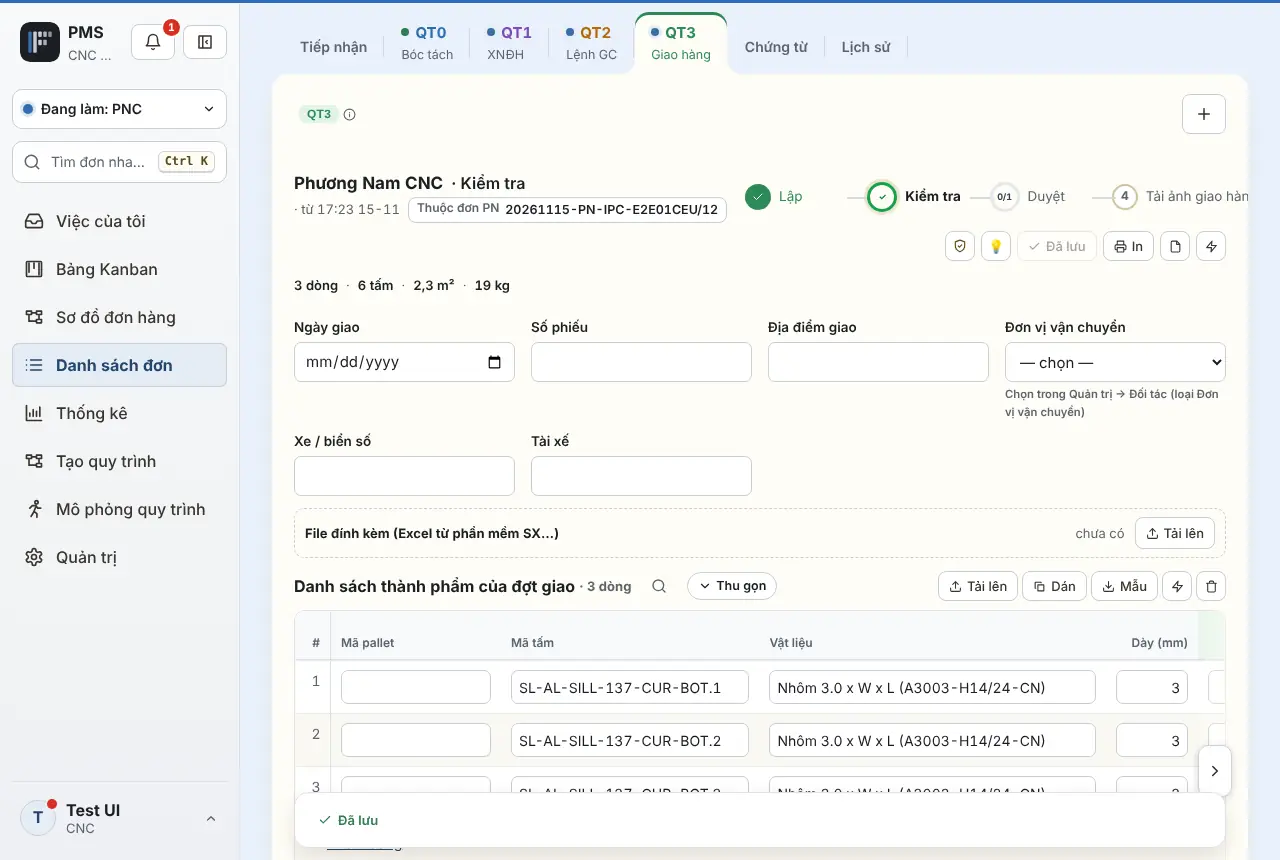 PMS
CNC ...
1
Đang làm: PNC
Tìm đơn nha...
Ctrl K
Việc của tôi
Bảng Kanban
Sơ đồ đơn hàng
Danh sách đơn
Thống kê
Tạo quy trình
Mô phỏng quy trình
Quản trị
T
Test UI
CNC
Tiếp nhận
QT0
Bóc tách
QT1
XNĐH
QT2
Lệnh GC
QT3
Giao hàng
Chứng từ
Lịch sử
QT3
Phương Nam CNC · Kiểm tra
· từ 17:23 15-11
Thuộc đơn PN 20261115-PN-IPC-E2E01CEU/12
Lập
Kiểm tra
0/1 Duyệt
4 Tải ảnh giao hàn
Đã lưu
In
3 dòng · 6 tấm · 2,3 m² · 19 kg
Ngày giao
Số phiếu
Địa điểm giao
Đơn vị vận chuyển
mm/dd/yyyy
— chọn —
Chọn trong Quản trị → Đối tác (loại Đơn
vị vận chuyển)
Xe / biển số
Tài xế
File đính kèm (Excel từ phần mềm SX...)
chưa có
Tải lên
Danh sách thành phẩm của đợt giao · 3 dòng
Thu gọn
Tải lên
Dán
Mẫu
# Mã pallet Mã tấm Vật liệu Dày (mm)
1 SL-AL-SILL-137-CUR-BOT.1 Nhôm 3.0 x W x L (A3003-H14/24-CN) 3
2 SL-AL-SILL-137-CUR-BOT.2 Nhôm 3.0 x W x L (A3003-H14/24-CN) 3
3
Đã lưu